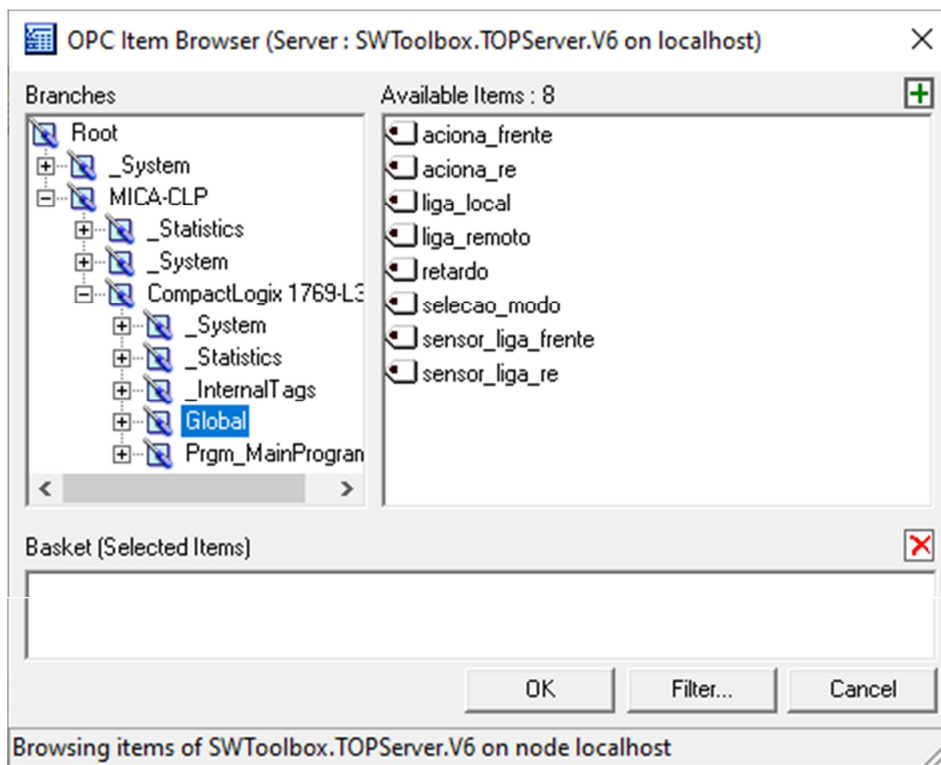 OPC Item Browser (Server : SWToolbox.TOPServer.V6 on localhost)
Branches
Root
_System
MICA-CLP
_Statistics
_System
CompactLogix 1769-L3
_System
_Statistics
_InternalTags
Global
Prgm_MainProgran
Available Items : 8
aciona_frente
aciona_re
liga_local
liga_remoto
retardo
selecao_modo
sensor_liga_frente
sensor_liga_re
Basket (Selected Items)
OK
Filter...
Cancel
Browsing items of SWToolbox.TOPServer.V6 on node localhost